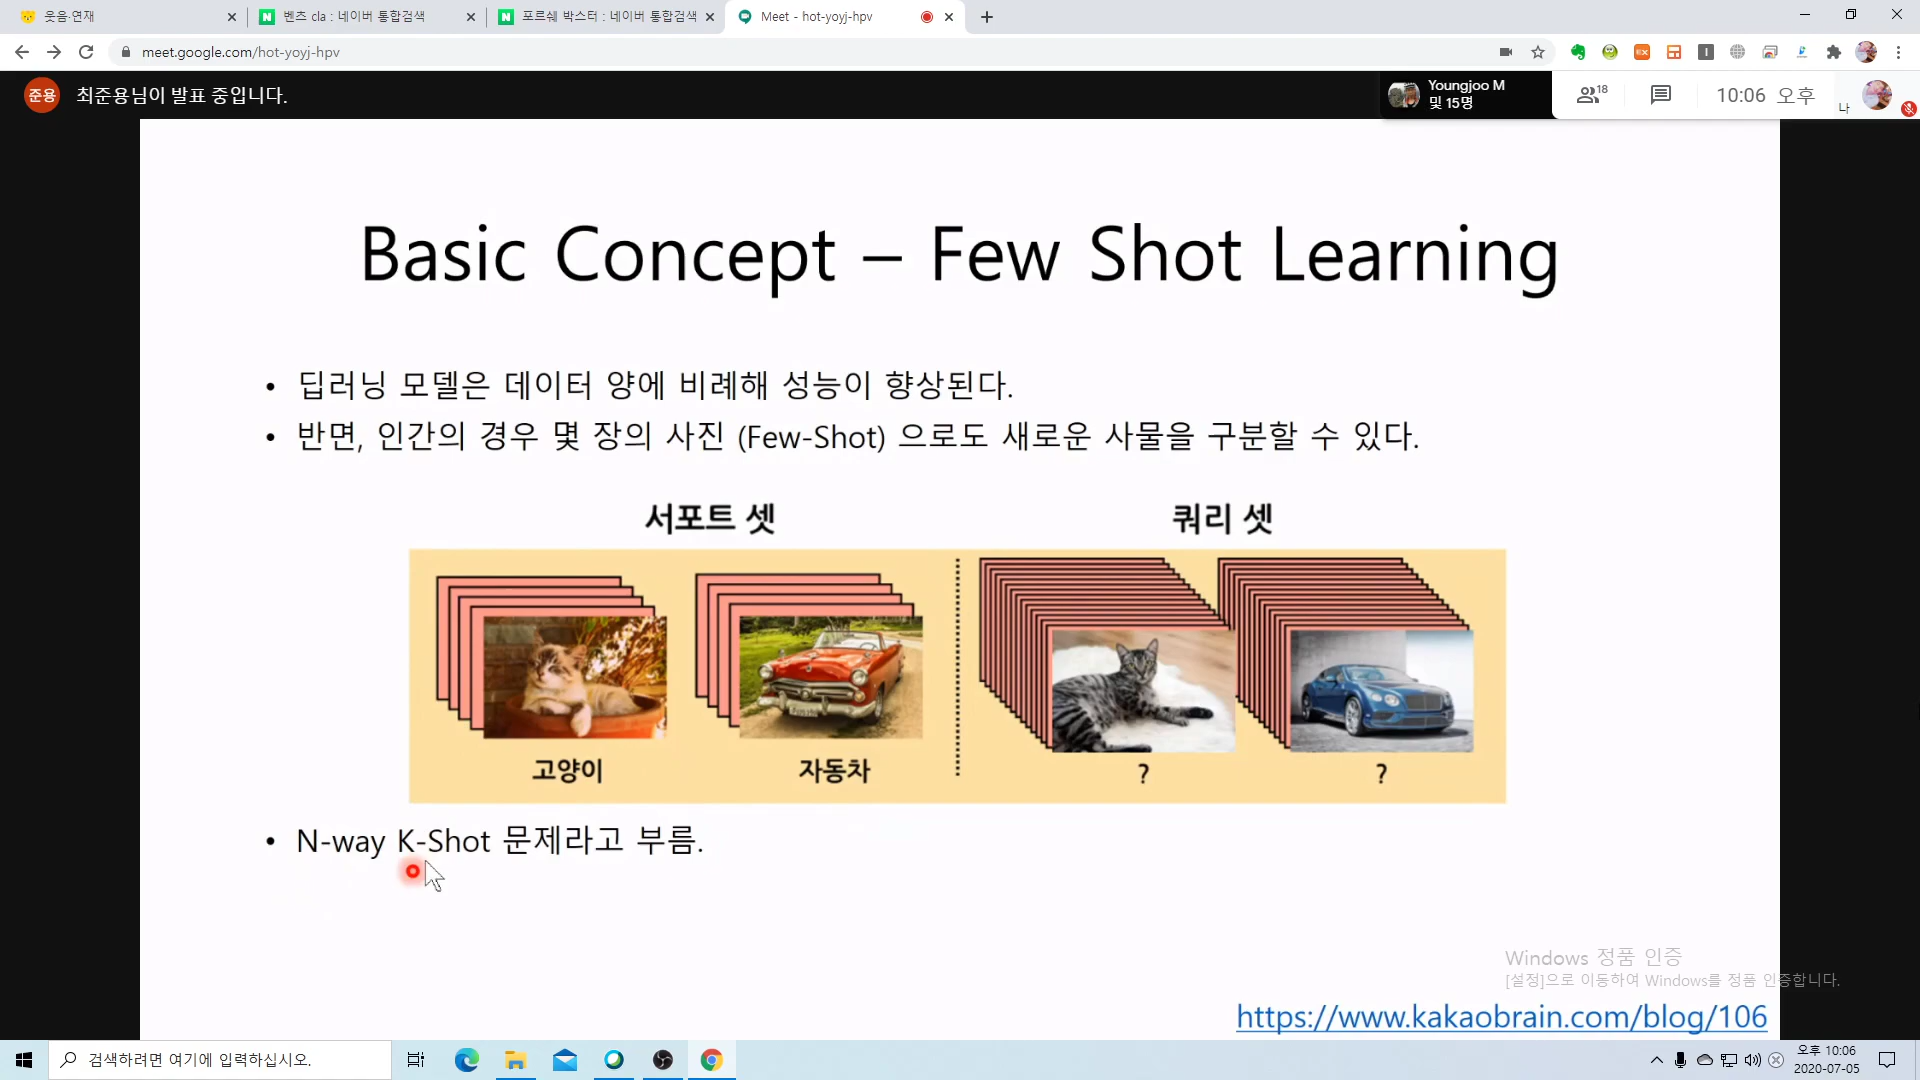 웃음·연재
벤츠 cla : 네이버 통합검색
포르쉐 박스터 : 네이버 통합검색
Meet - hot-yoyj-hpv
meet.google.com/hot-yoyj-hpv
준용
최준용님이 발표 중입니다.
Youngjoo M
및 15명
18
10:06 오후
나
Basic Concept – Few Shot Learning
• 딥러닝 모델은 데이터 양에 비례해 성능이 향상된다.
• 반면, 인간의 경우 몇 장의 사진 (Few-Shot) 으로도 새로운 사물을 구분할 수 있다.
서포트 셋
쿼리 셋
고양이
자동차
?
?
• N-way K-Shot 문제라고 부름.
Windows 정품 인증
[설정]으로 이동하여 Windows를 정품 인증합니다.
https://www.kakaobrain.com/blog/106
검색하려면 여기에 입력하십시오.
오후 10:06
2020-07-05